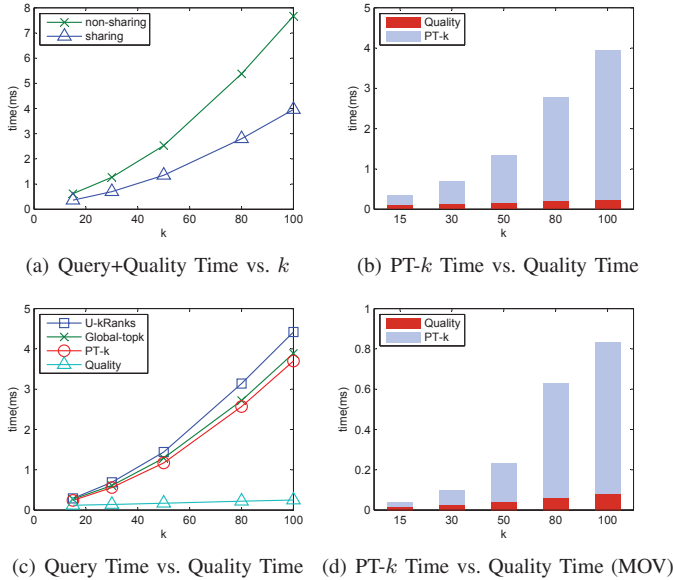 non-sharing
sharing
time(ms)
8
7
6
5
4
3
2
1
0
0 20 40 60 80 100
k
(a) Query+Quality Time vs. k
Quality
PT-k
time(ms)
5
4
3
2
1
0
15 30 50 80 100
k
(b) PT-k Time vs. Quality Time
U-kRanks
Global-topk
PT-k
Quality
time(ms)
5
4
3
2
1
0
0 20 40 60 80 100
k
(c) Query Time vs. Quality Time
Quality
PT-k
time(ms)
1
0.8
0.6
0.4
0.2
0
15 30 50 80 100
k
(d) PT-k Time vs. Quality Time (MOV)